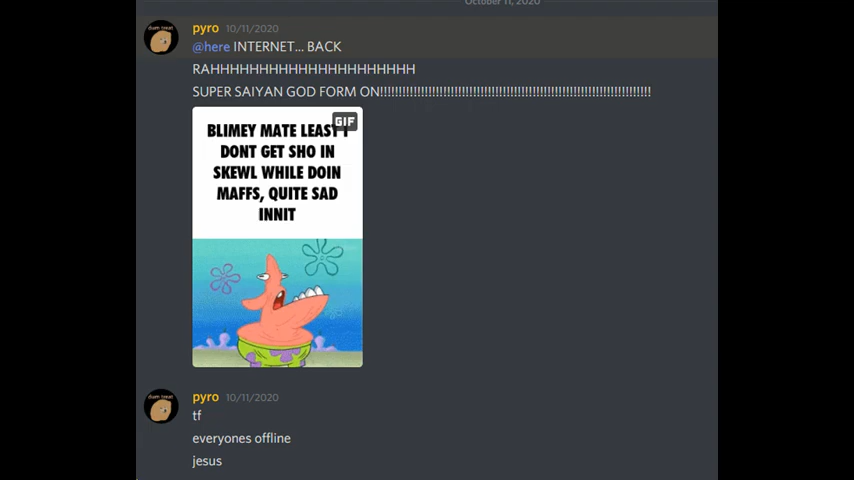 October 11, 2020
pyro 10/11/2020
@here INTERNET... BACK
RAHHHHHHHHHHHHHHHHHHHHH
SUPER SAIYAN GOD FORM ON!!!!!!!!!!!!!!!!!!!!!!!!!!!!!!!!!!!!!!!!!!!!!!!!!!!!!!!!!!!!!!!!!!!!
GIF
BLIMEY MATE LEAST I
DONT GET SHO IN
SKEWL WHILE DOIN
MAFFS, QUITE SAD
INNIT
pyro 10/11/2020
tf
everyones offline
jesus